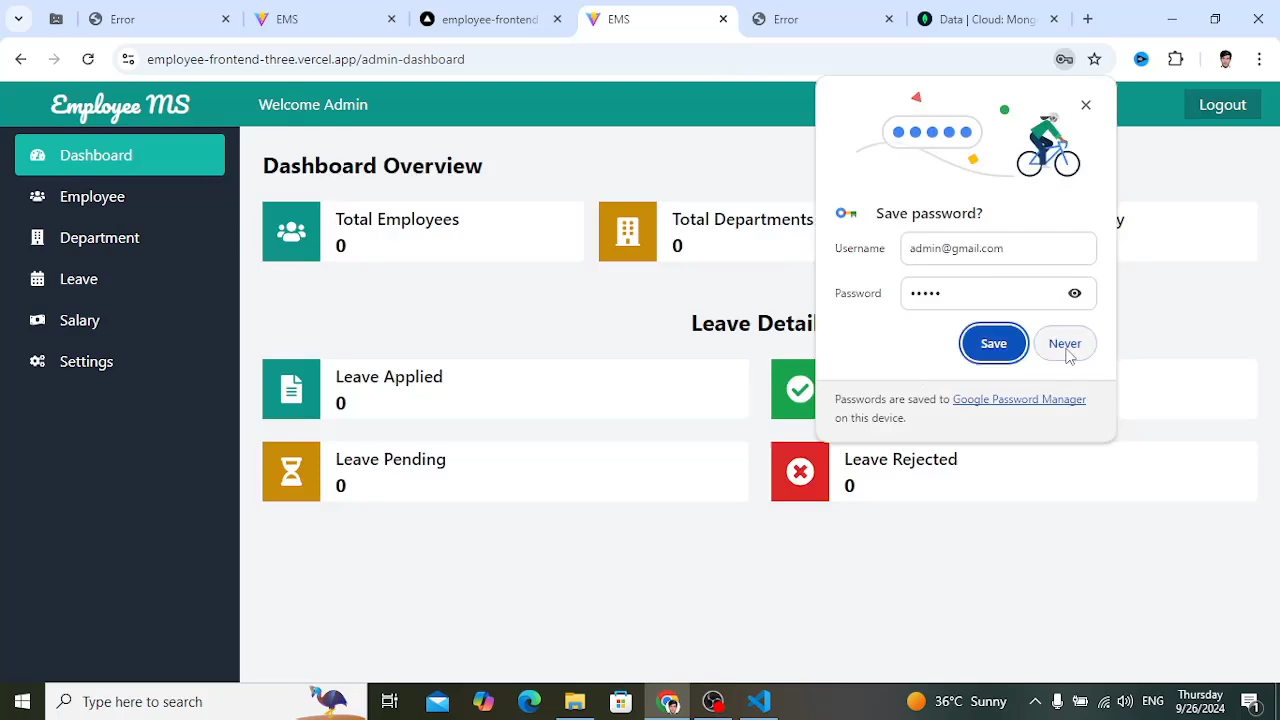 Error
EMS
employee-frontend
EMS
Error
Data | Cloud: Mong
employee-frontend-three.vercel.app/admin-dashboard
Employee MS
Welcome Admin
Logout
Dashboard
Employee
Department
Leave
Salary
Settings
Dashboard Overview
Total Employees
0
Total Departments
0
y
Leave Detai
Leave Applied
0
Leave Pending
0
Leave Rejected
0
Save password?
Username
admin@gmail.com
Password
•••••
Save
Never
Passwords are saved to Google Password Manager
on this device.
Type here to search
36°C Sunny
ENG
Thursday
9/26/2024
1